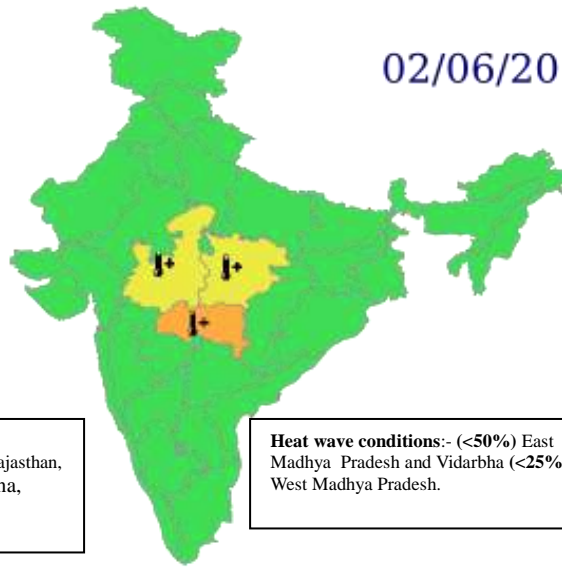 02/06/20
ajasthan,
na,
Heat wave conditions:- (<50%) East
Madhya Pradesh and Vidarbha (<25%
West Madhya Pradesh.